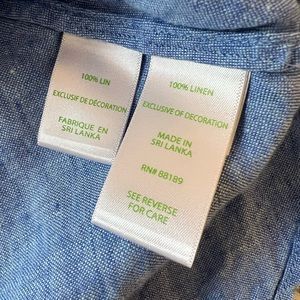 100% LIN
EXCLUSIF DE DÉCORATION
FABRIQUE EN
SRI LANKA
100% LINEN
EXCLUSIVE OF DECORATION
MADE IN
SRI LANKA
RN# 88189
SEE REVERSE
FOR CARE